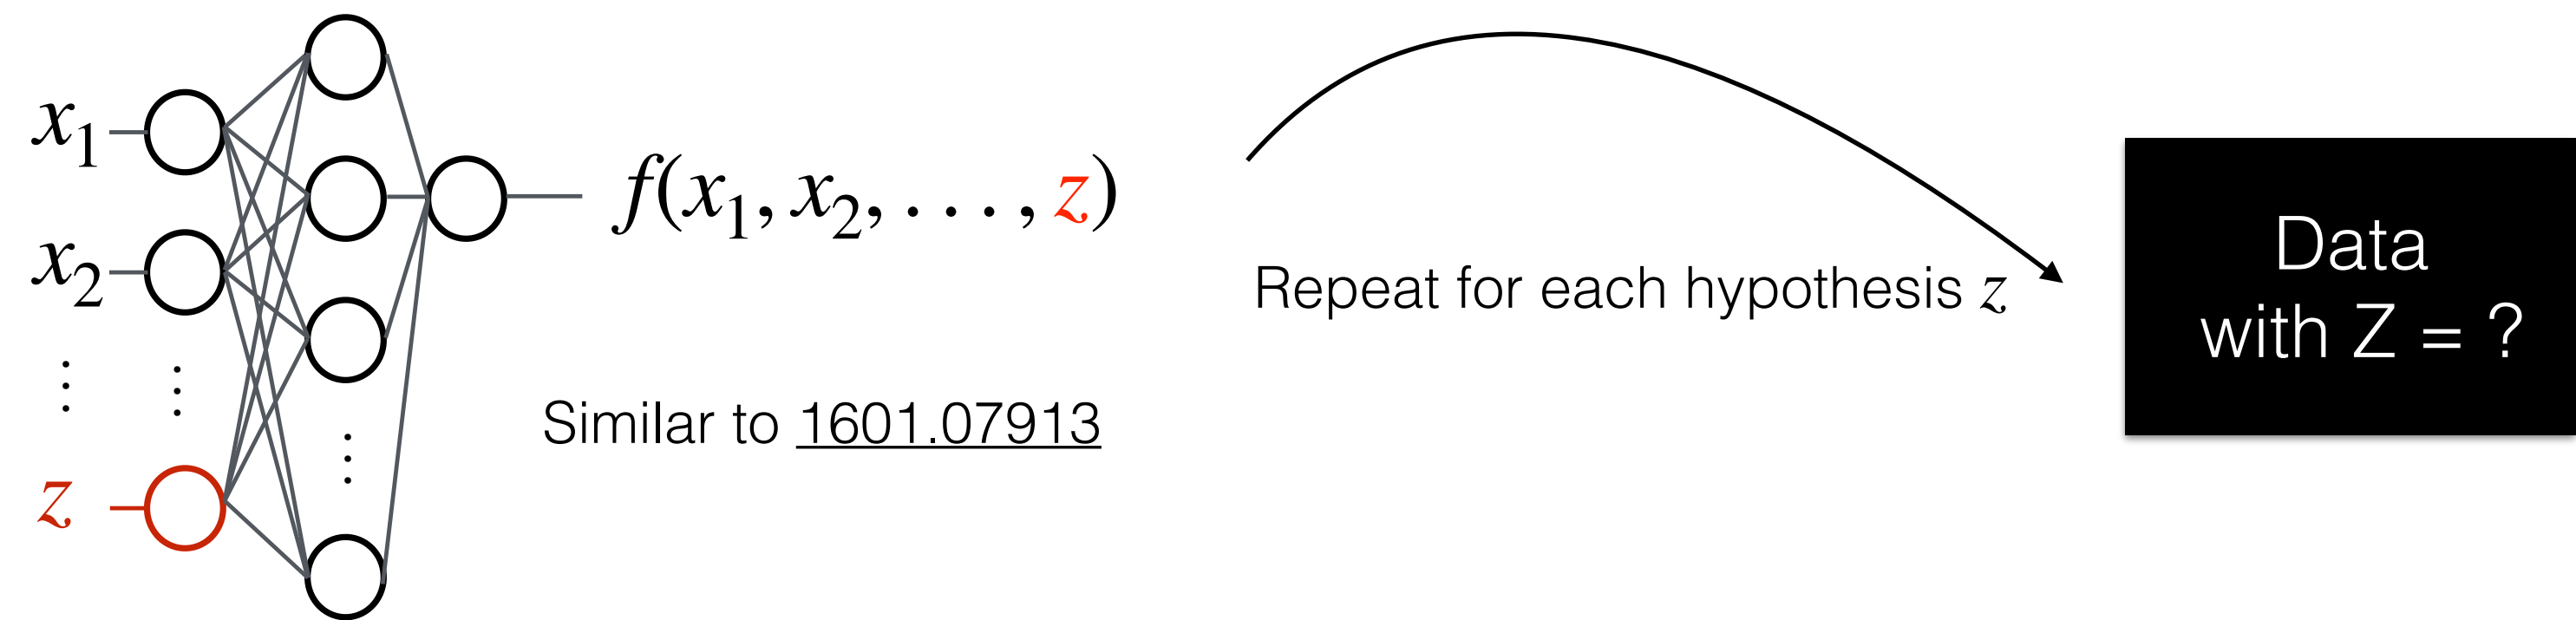 x₁
x₂
⋮ ⋮
z
⋮
f(x₁, x₂, . . . , z)
Similar to 1601.07913
Repeat for each hypothesis z
Data
with Z = ?